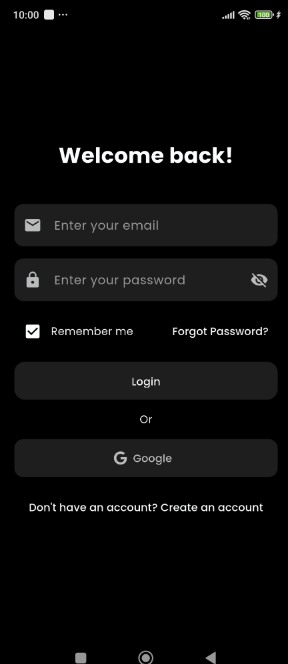 10:00
100
Welcome back!
Enter your email
Enter your password
Remember me
Forgot Password?
Login
Or
Google
Don't have an account? Create an account